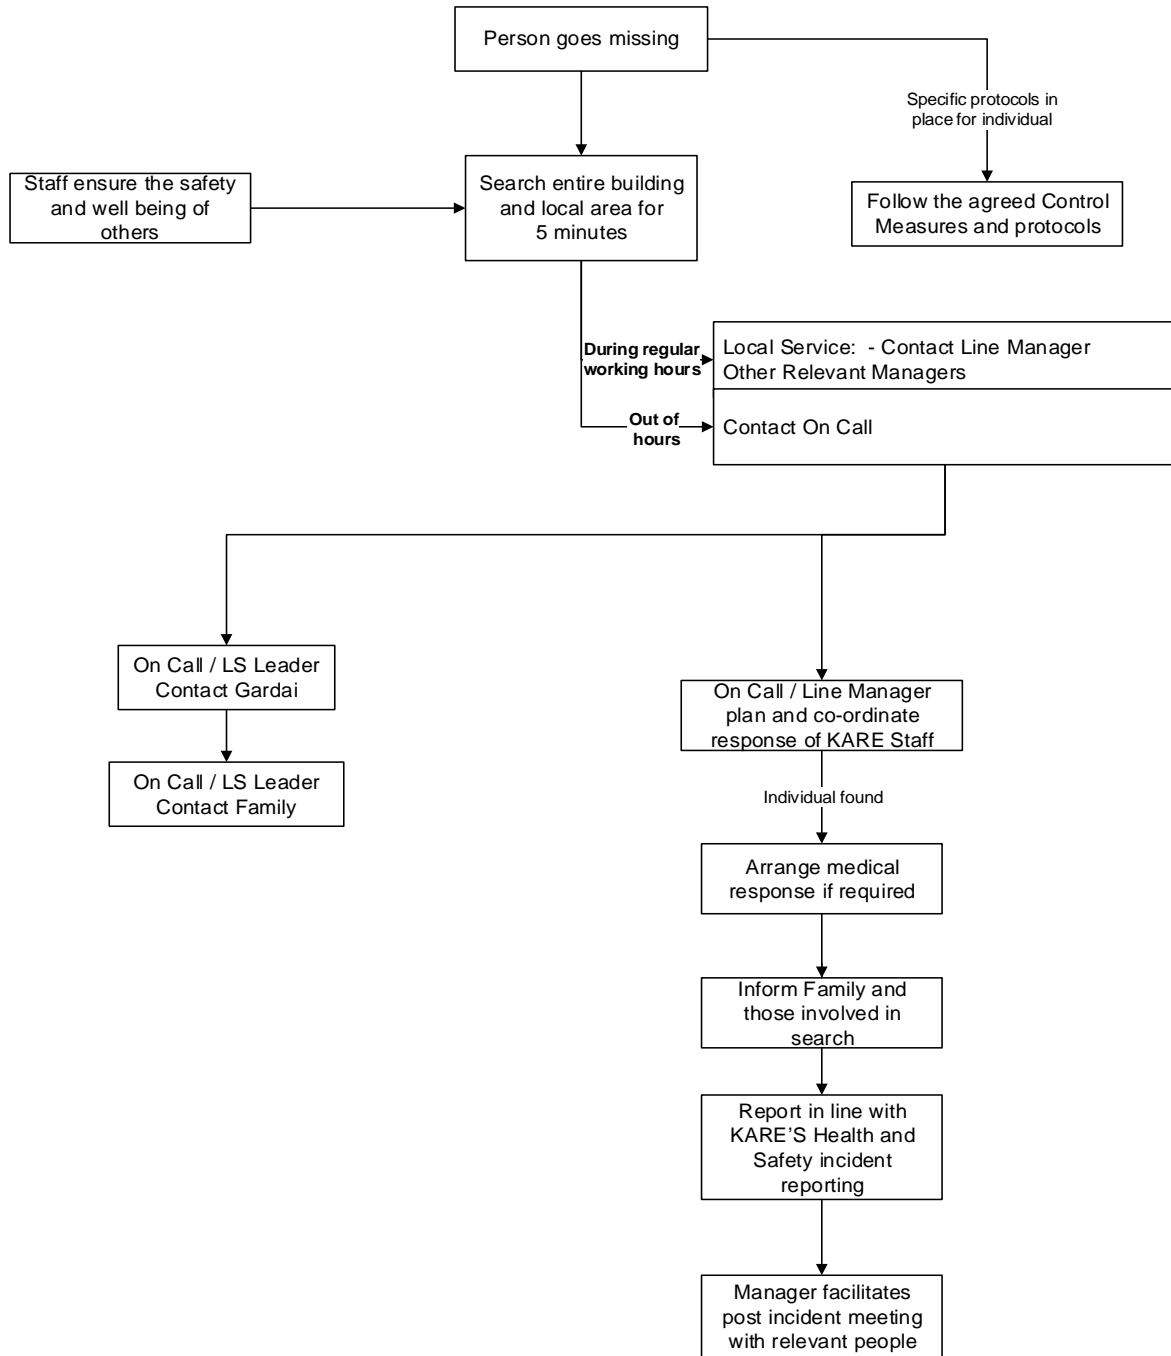 Person goes missing
Specific protocols in
place for individual
Staff ensure the safety
and well being of
others
Search entire building
and local area for
5 minutes
Follow the agreed Control
Measures and protocols
During regular
working hours
Local Service:  - Contact Line Manager
Other Relevant Managers
Out of
hours
Contact On Call
On Call / LS Leader
Contact Gardai
On Call / LS Leader
Contact Family
On Call / Line Manager
plan and co-ordinate
response of KARE Staff
Individual found
Arrange medical
response if required
Inform Family and
those involved in
search
Report in line with
KARE’S Health and
Safety incident
reporting
Manager facilitates
post incident meeting
with relevant people